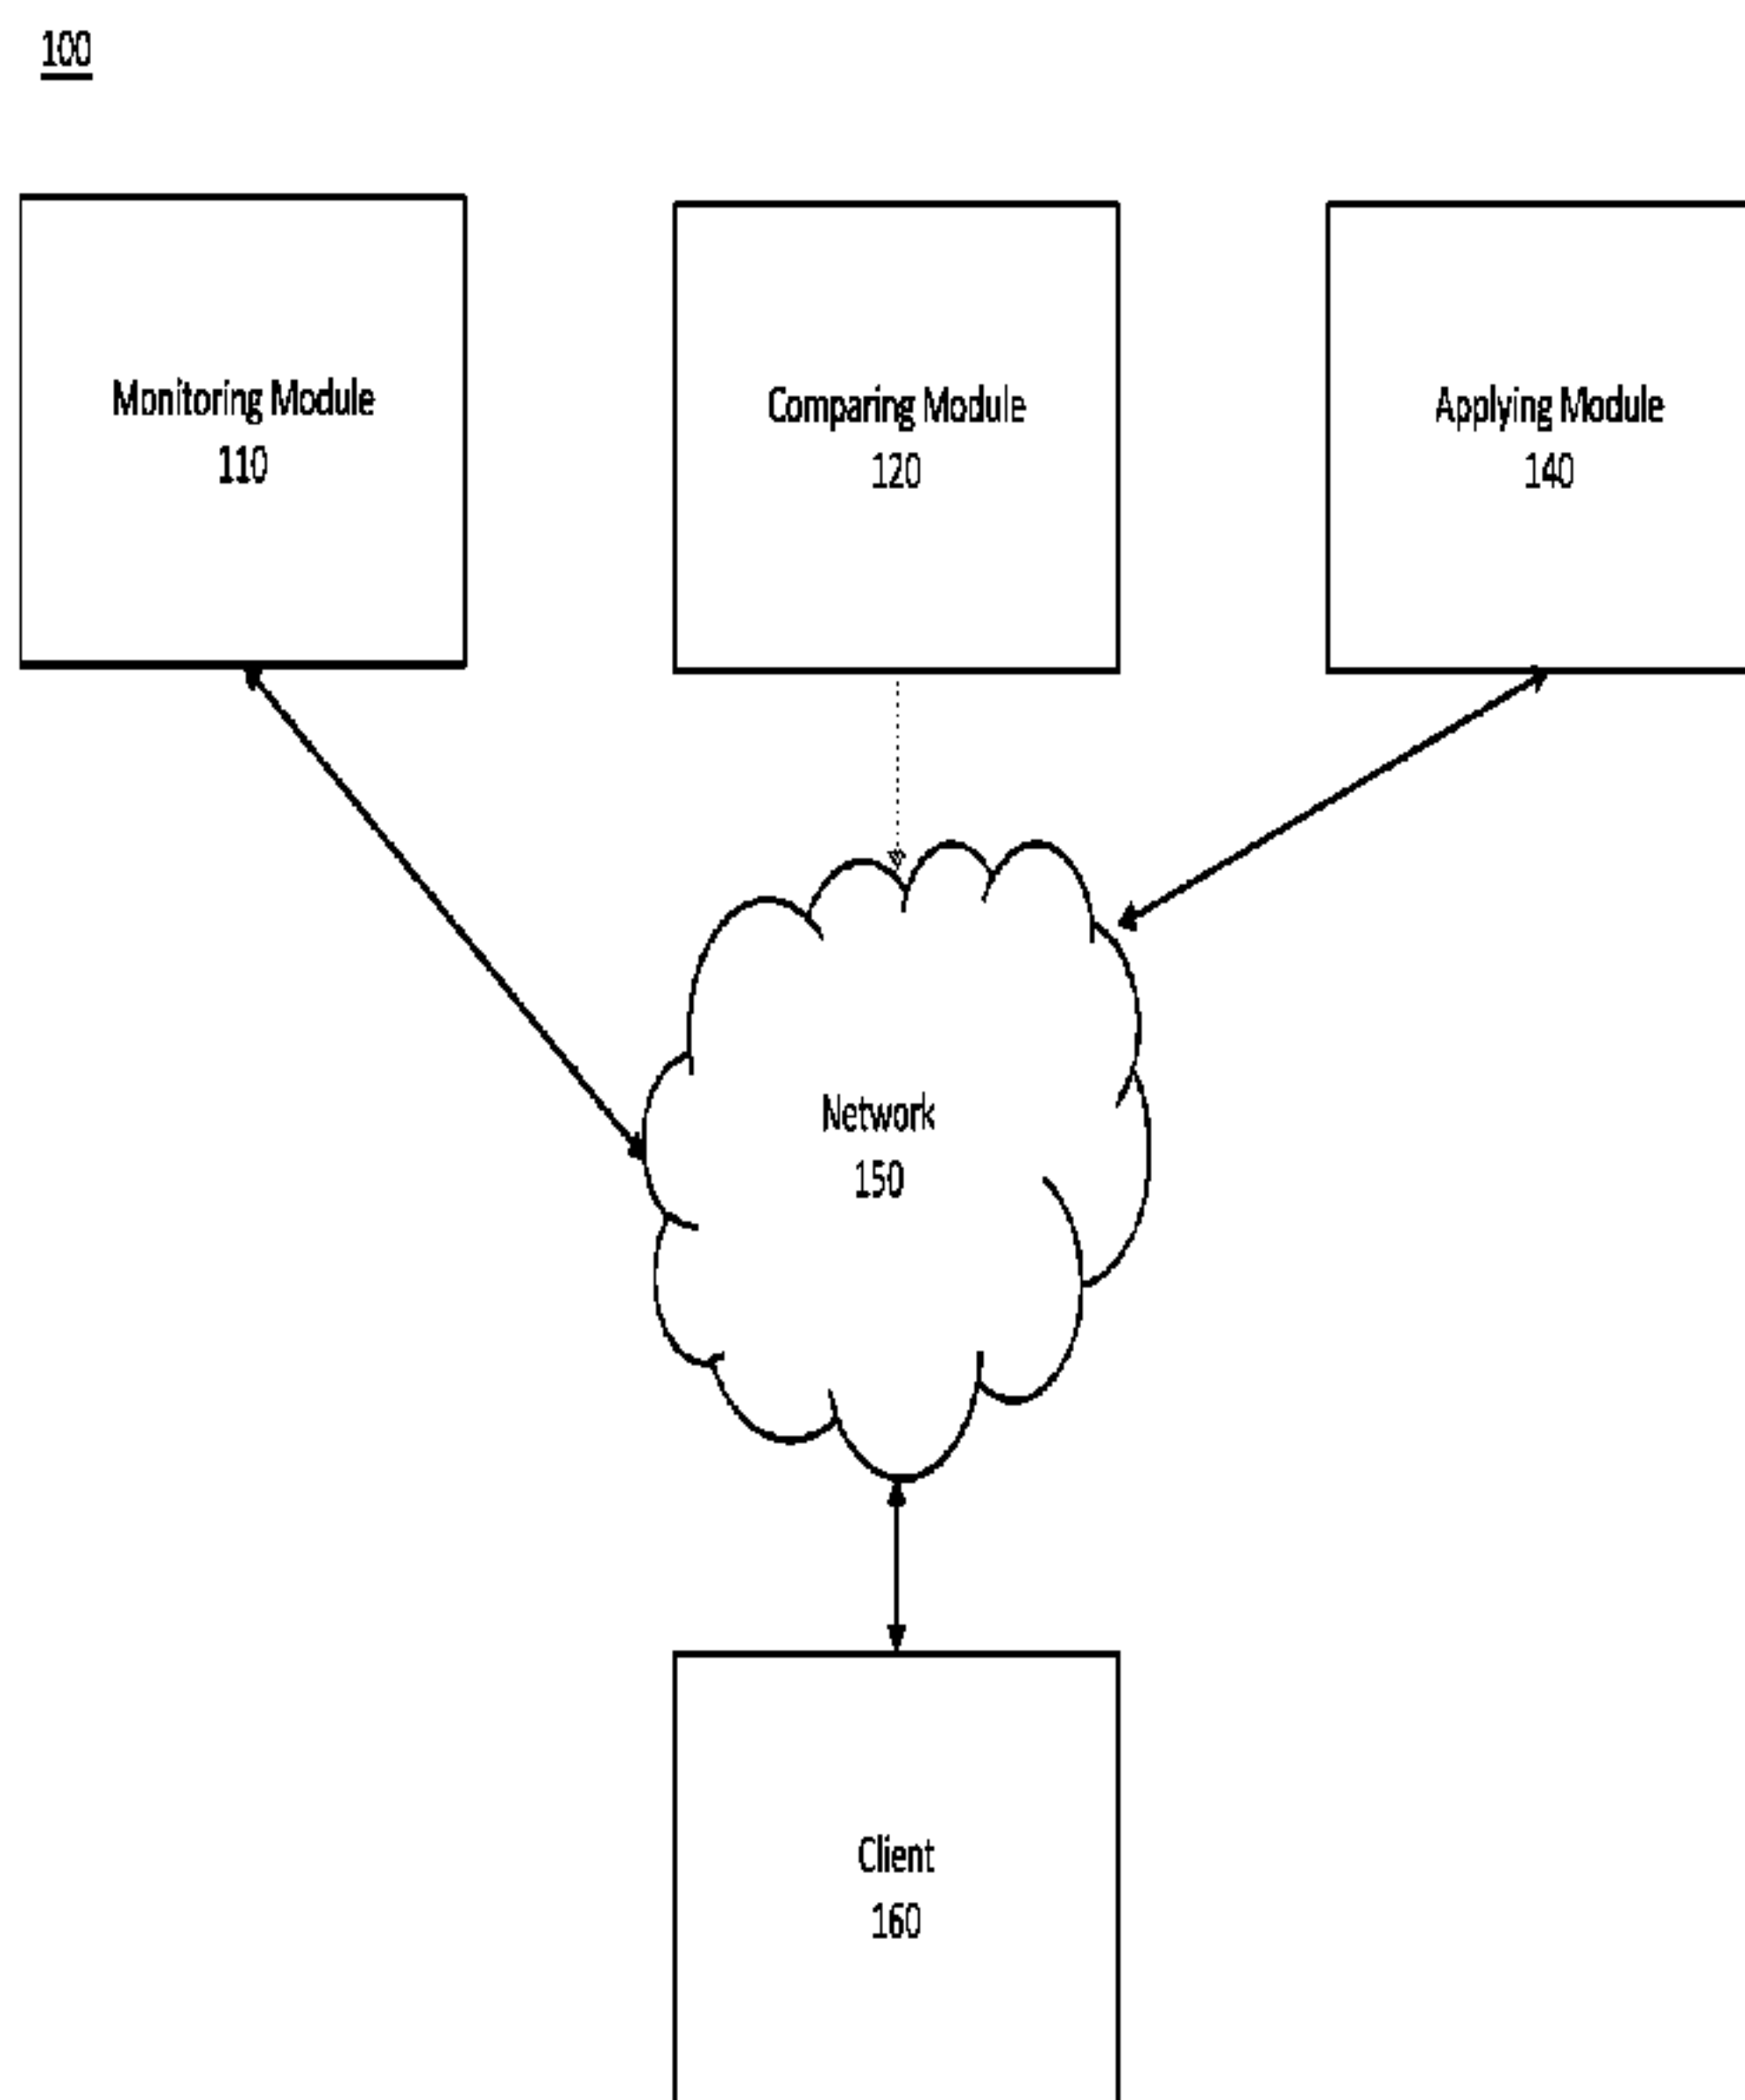 100
Monitoring Module
110
Comparing Module
120
Applying Module
140
Network
150
Client
160